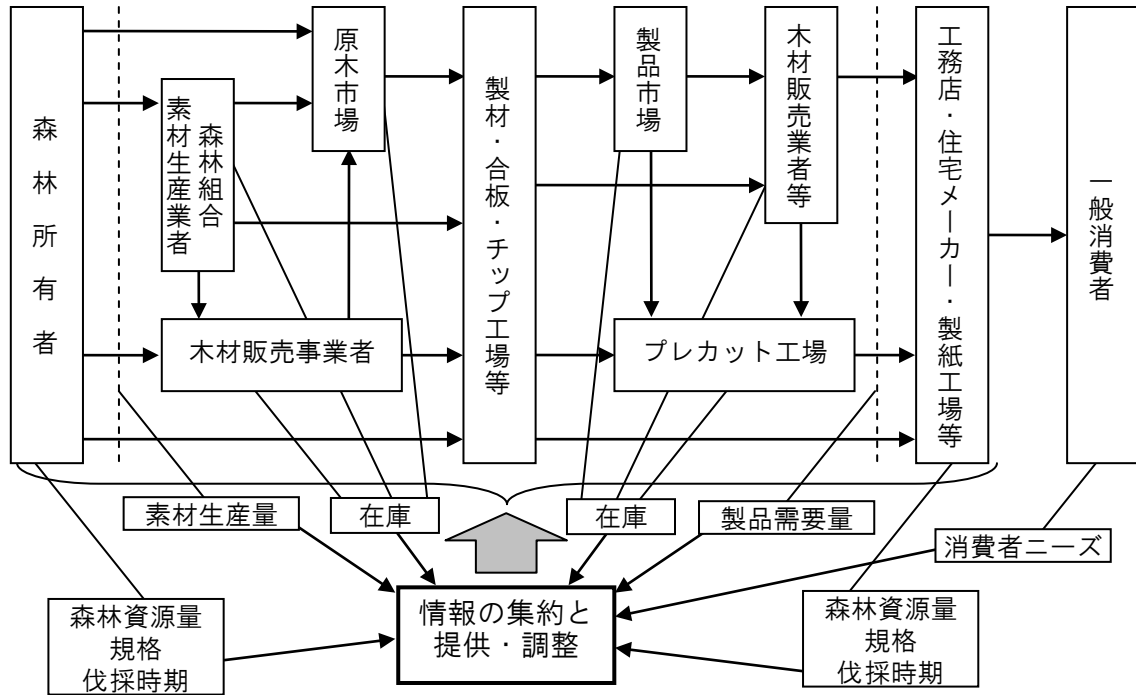 森林所有者
素材生産業者
森林組合
原木市場
木材販売事業者
製材・合板・チップ工場等
製品市場
木材販売業者等
プレカット工場
工務店・住宅メーカー・製紙工場等
一般消費者
素材生産量
在庫
在庫
製品需要量
消費者ニーズ
森林資源量
規格
伐採時期
情報の集約と
提供・調整
森林資源量
規格
伐採時期